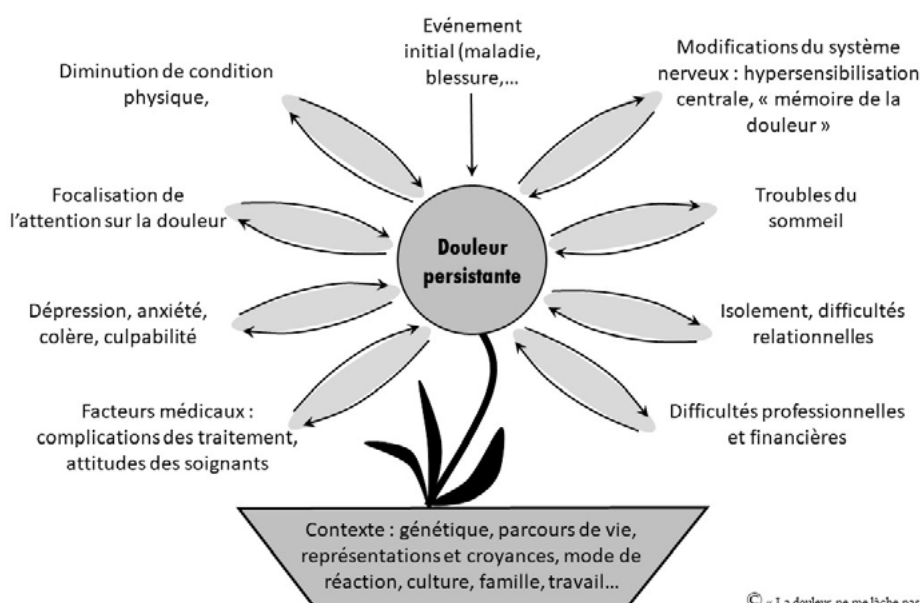 Evénement
initial (maladie,
blessure,...
Diminution de condition
physique,
Modifications du système
nerveux : hypersensibilisation
centrale, « mémoire de la
douleur »
Focalisation de
l'attention sur la douleur
Troubles du
sommeil
Douleur
persistante
Dépression, anxiété,
colère, culpabilité
Isolement, difficultés
relationnelles
Facteurs médicaux :
complications des traitement,
attitudes des soignants
Difficultés professionnelles
et financières
Contexte : génétique, parcours de vie,
représentations et croyances, mode de
réaction, culture, famille, travail...
© « La douleur ne me lâche pas